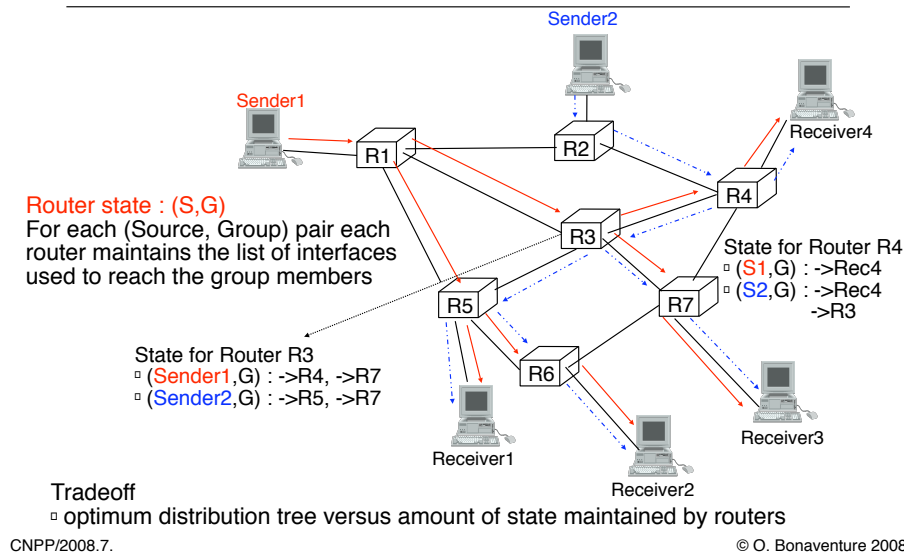 Sender2
Sender1
Receiver4
R1
R2
R4
Router state : (S,G)
For each (Source, Group) pair each
router maintains the list of interfaces
used to reach the group members
R3
State for Router R4
▫ (S1,G) : ->Rec4
▫ (S2,G) : ->Rec4
->R3
R5
R7
State for Router R3
▫ (Sender1,G) : ->R4, ->R7
▫ (Sender2,G) : ->R5, ->R7
R6
Receiver3
Receiver1
Receiver2
Tradeoff
▫ optimum distribution tree versus amount of state maintained by routers
CNPP/2008.7.
© O. Bonaventure 2008